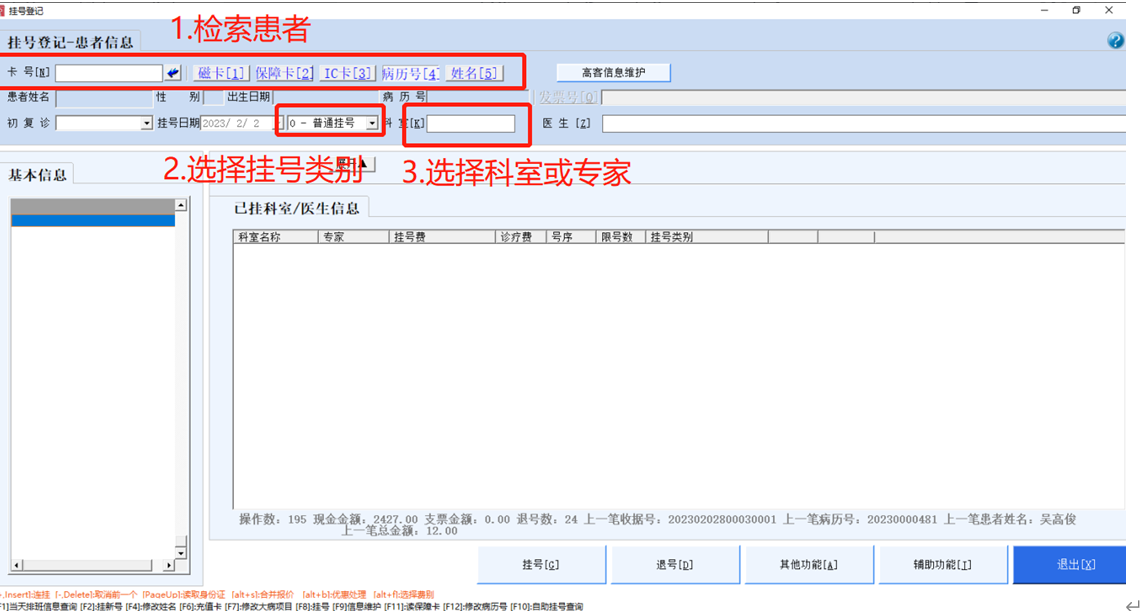 挂号登记
1.检索患者
挂号登记-患者信息
卡 号[N] 磁卡[1] 保障卡[2] IC卡[3] 病历号[4] 姓名[5] 高客信息维护
患者姓名 性 别 出生日期 病 历 号 发票号[O]
初 复 诊 挂号日期 2023/ 2/ 2 0 - 普通挂号 科 室[K] 医 生[Z]
2.选择挂号类别 3.选择科室或专家
基本信息
已挂科室/医生信息
科室名称 专家 挂号费 诊疗费 号序 限号数 挂号类别
操作数: 195 现金金额: 2427.00 支票金额: 0.00 退号数: 24 上一笔收据号: 20230202800030001 上一笔病历号: 20230000481 上一笔患者姓名: 吴高俊
上一笔总金额: 12.00
挂号[G] 退号[D] 其他功能[A] 辅助功能[T] 退出[X]
,Insert]:连挂 [-,Delete]:取消前一个 [PageUp]:读取身份证 [alt+s]:合并报价 [alt+b]:优惠处理 [alt+f]:选择费别
F1]当天排班信息查询 [F2]:挂新号 [F4]:修改姓名 [F6]:充值卡 [F7]:修改大病项目 [F8]:挂号 [F9]信息维护 [F11]:读保障卡 [F12]:修改病历号 [F10]:自助挂号查询